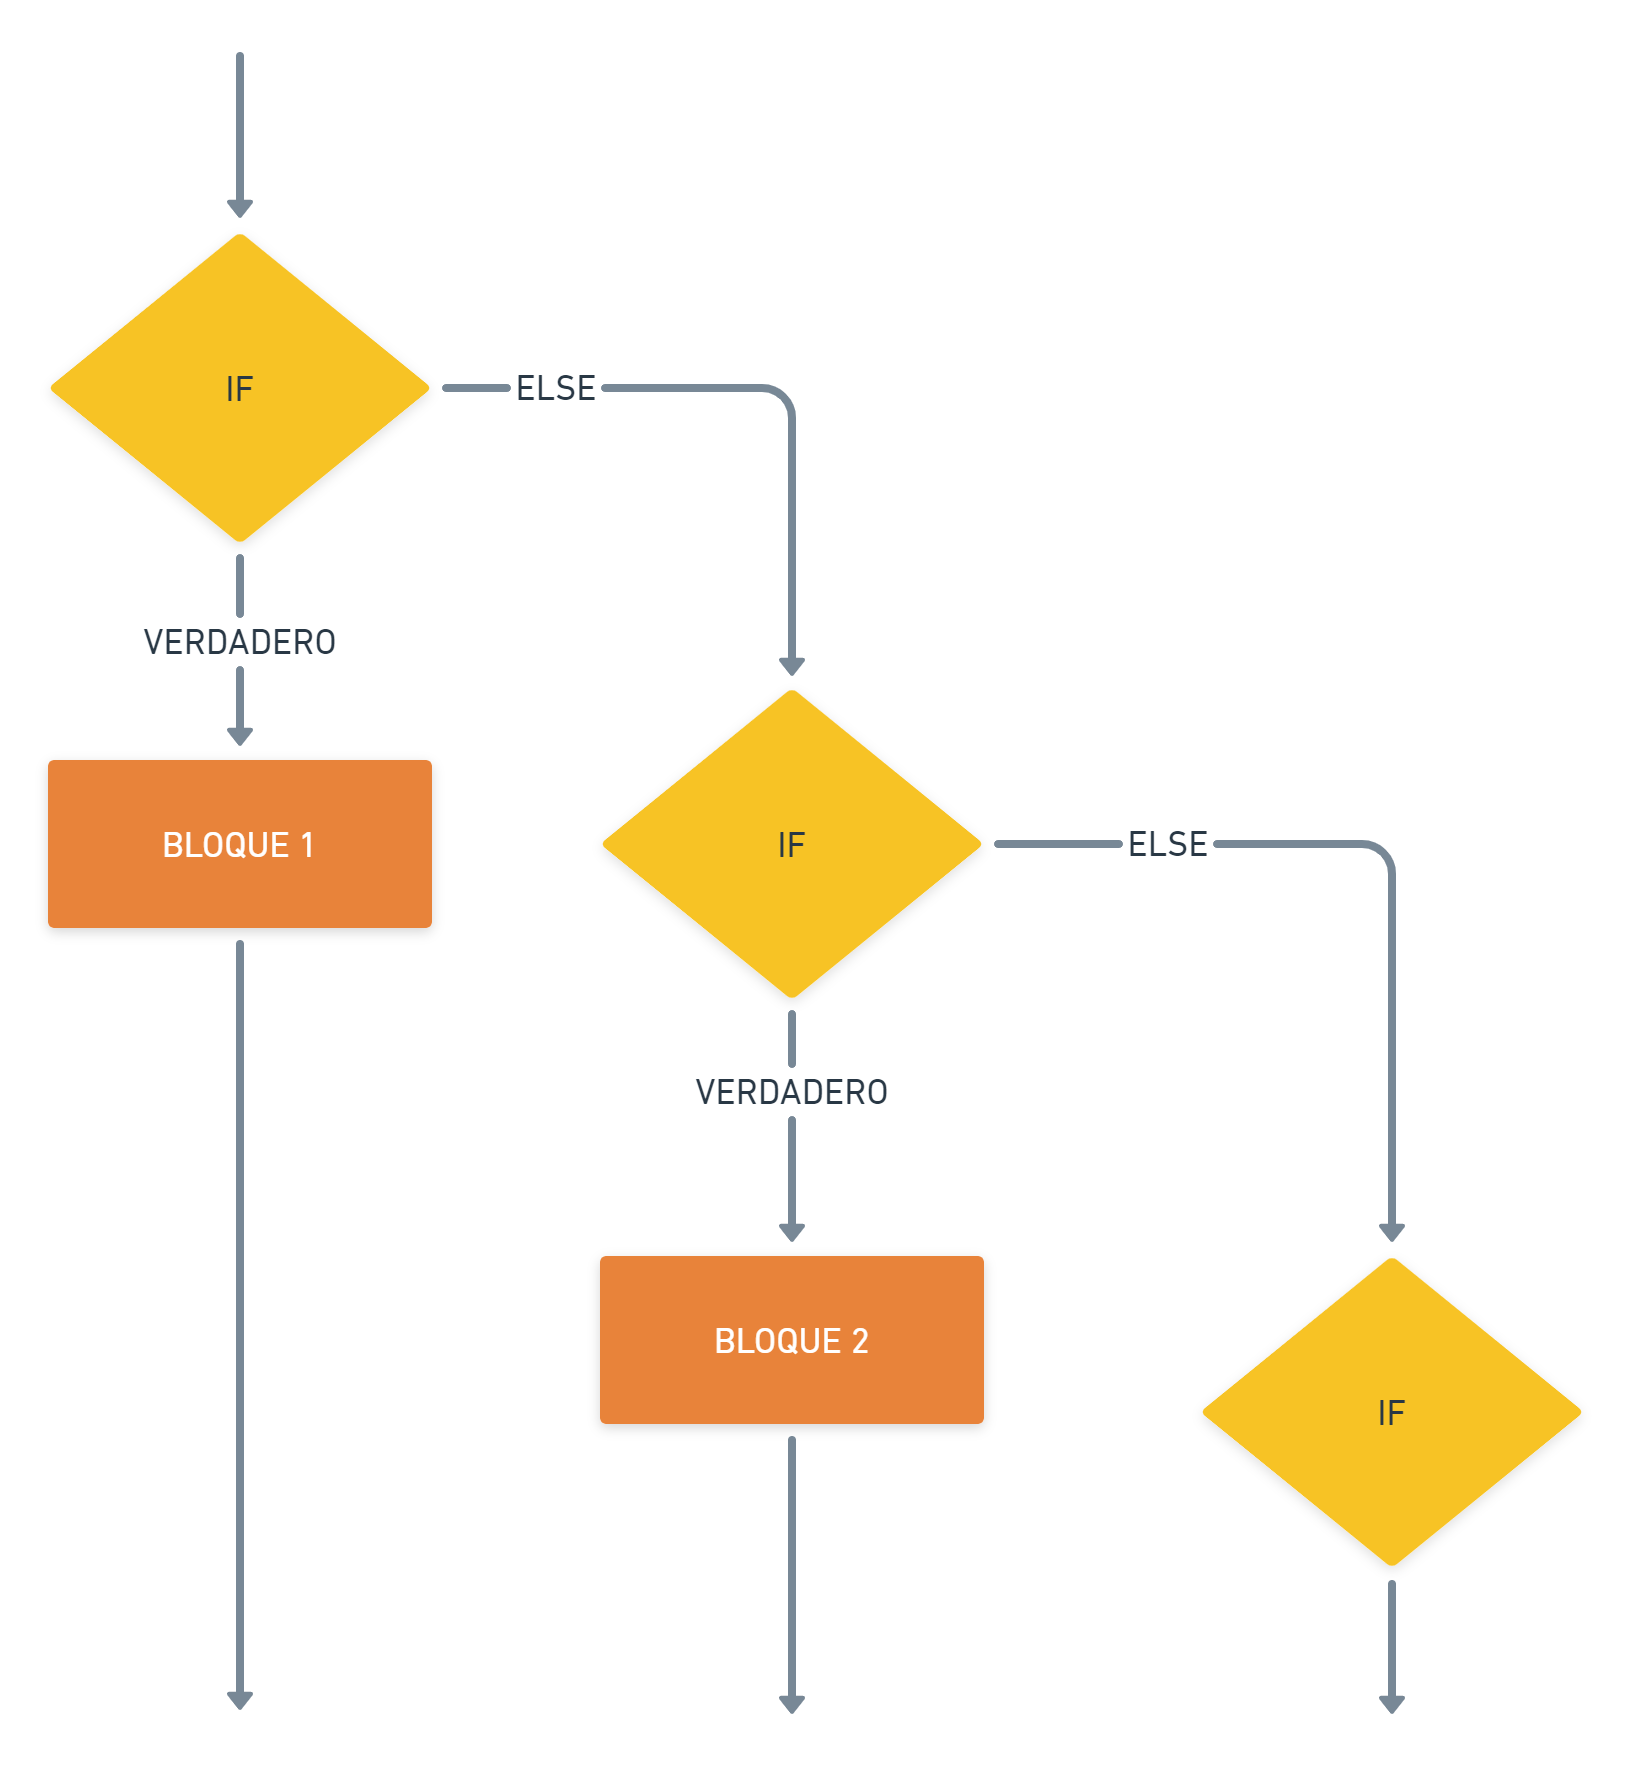 IF
ELSE
VERDADERO
BLOQUE 1
IF
ELSE
VERDADERO
BLOQUE 2
IF